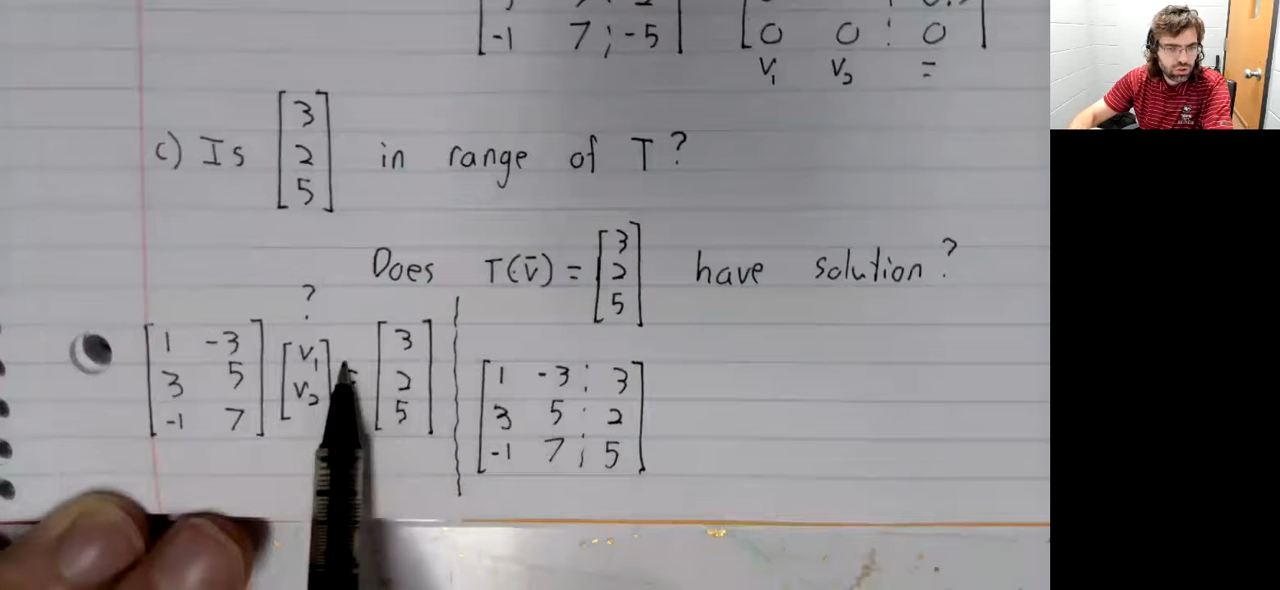 [-1 7 ; -5] [0 0 : 0]
V₁ V₂ =
c) Is [3 2 5] in range of T?
Does T(v̄) = [3 2 5] have solution?
?
[1 -3 3 5 -1 7] [V₁ V₂] = [3 2 5]
[1 -3 : 3
3 5 : 2
-1 7 ; 5]